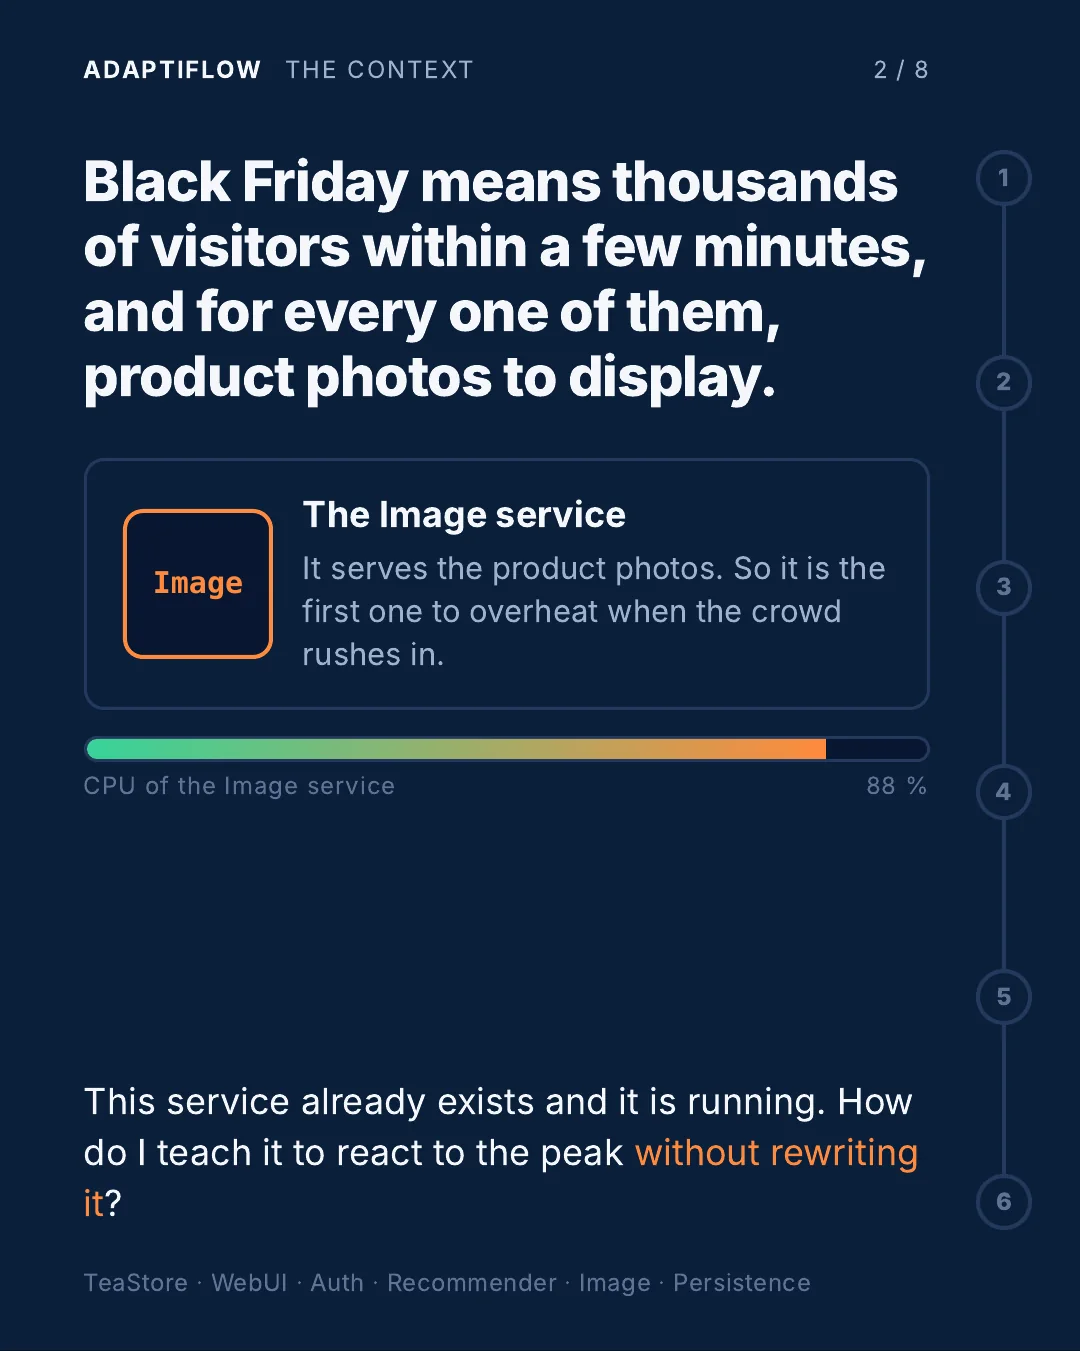 ADAPTIFLOW THE CONTEXT 2 / 8
Black Friday means thousands
of visitors within a few minutes,
and for every one of them,
product photos to display.
Image
The Image service
It serves the product photos. So it is the
first one to overheat when the crowd
rushes in.
CPU of the Image service 88 %
This service already exists and it is running. How
do I teach it to react to the peak without rewriting
it?
TeaStore · WebUI · Auth · Recommender · Image · Persistence
1
2
3
4
5
6